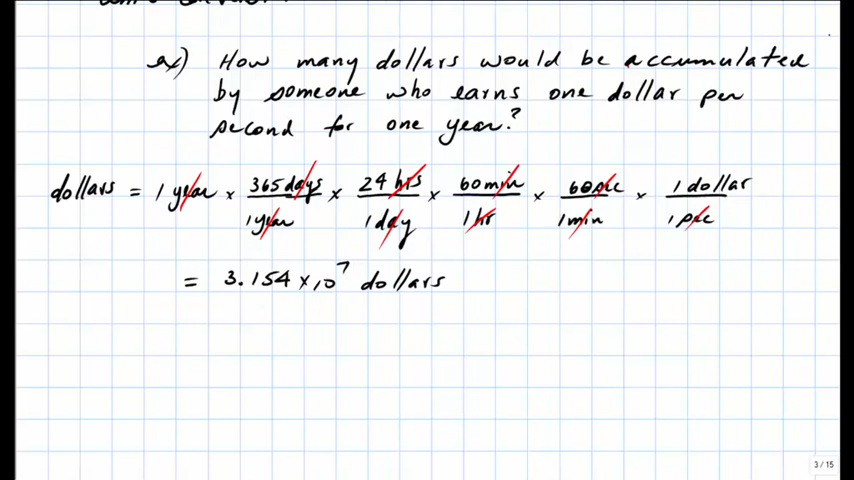 ex) How many dollars would be accumulated
by someone who earns one dollar per
second for one year?
dollars = 1 year × 365 days / 1 year × 24 hrs / 1 day × 60 min / 1 hr × 60 sec / 1 min × 1 dollar / 1 sec
= 3.154 × 10⁷ dollars
3 / 15